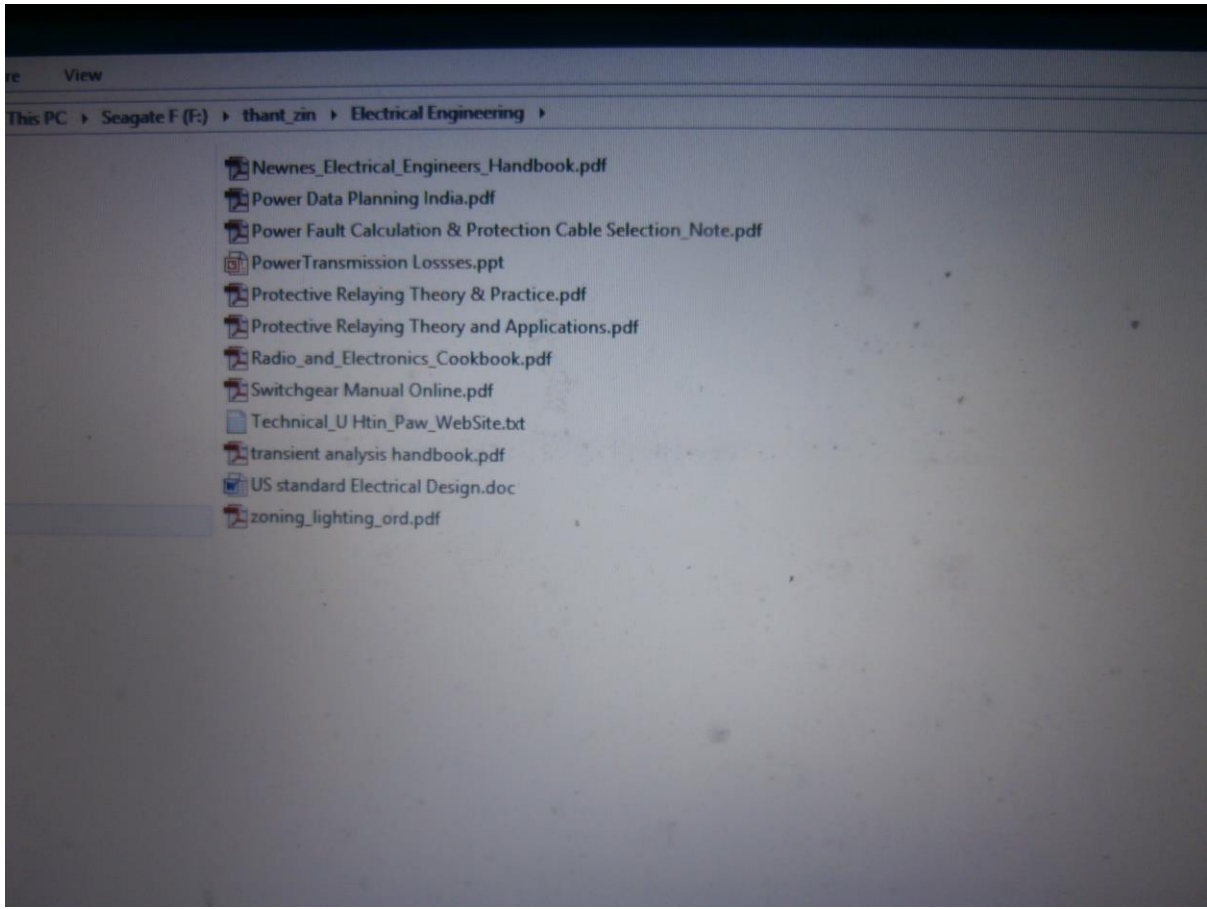 re View
This PC Seagate F (F:) thant_zin Electrical Engineering
Newnes_Electrical_Engineers_Handbook.pdf
Power Data Planning India.pdf
Power Fault Calculation & Protection Cable Selection_Note.pdf
PowerTransmission Lossses.ppt
Protective Relaying Theory & Practice.pdf
Protective Relaying Theory and Applications.pdf
Radio_and_Electronics_Cookbook.pdf
Switchgear Manual Online.pdf
Technical_U Htin_Paw_WebSite.txt
transient analysis handbook.pdf
US standard Electrical Design.doc
zoning_lighting_ord.pdf